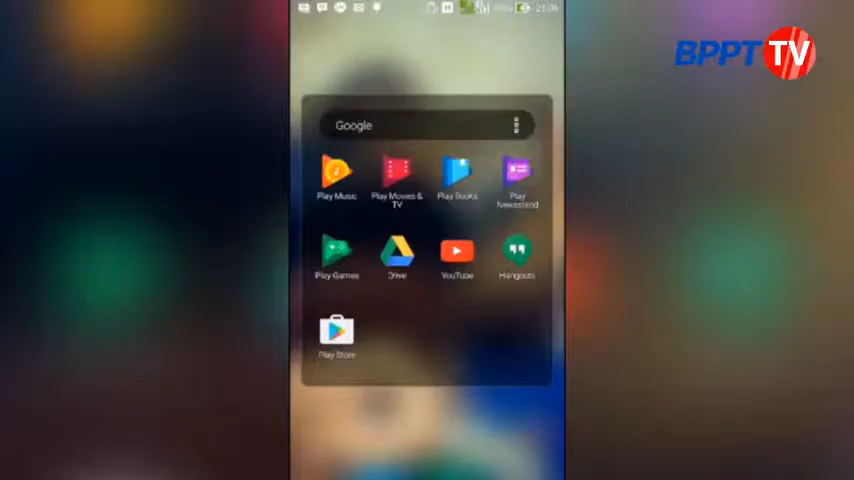 21:06
BPPT TV
Google
Play Music
Play Movies &
TV
Play Books
Play
Newsstand
Play Games
Drive
YouTube
Hangouts
Play Store